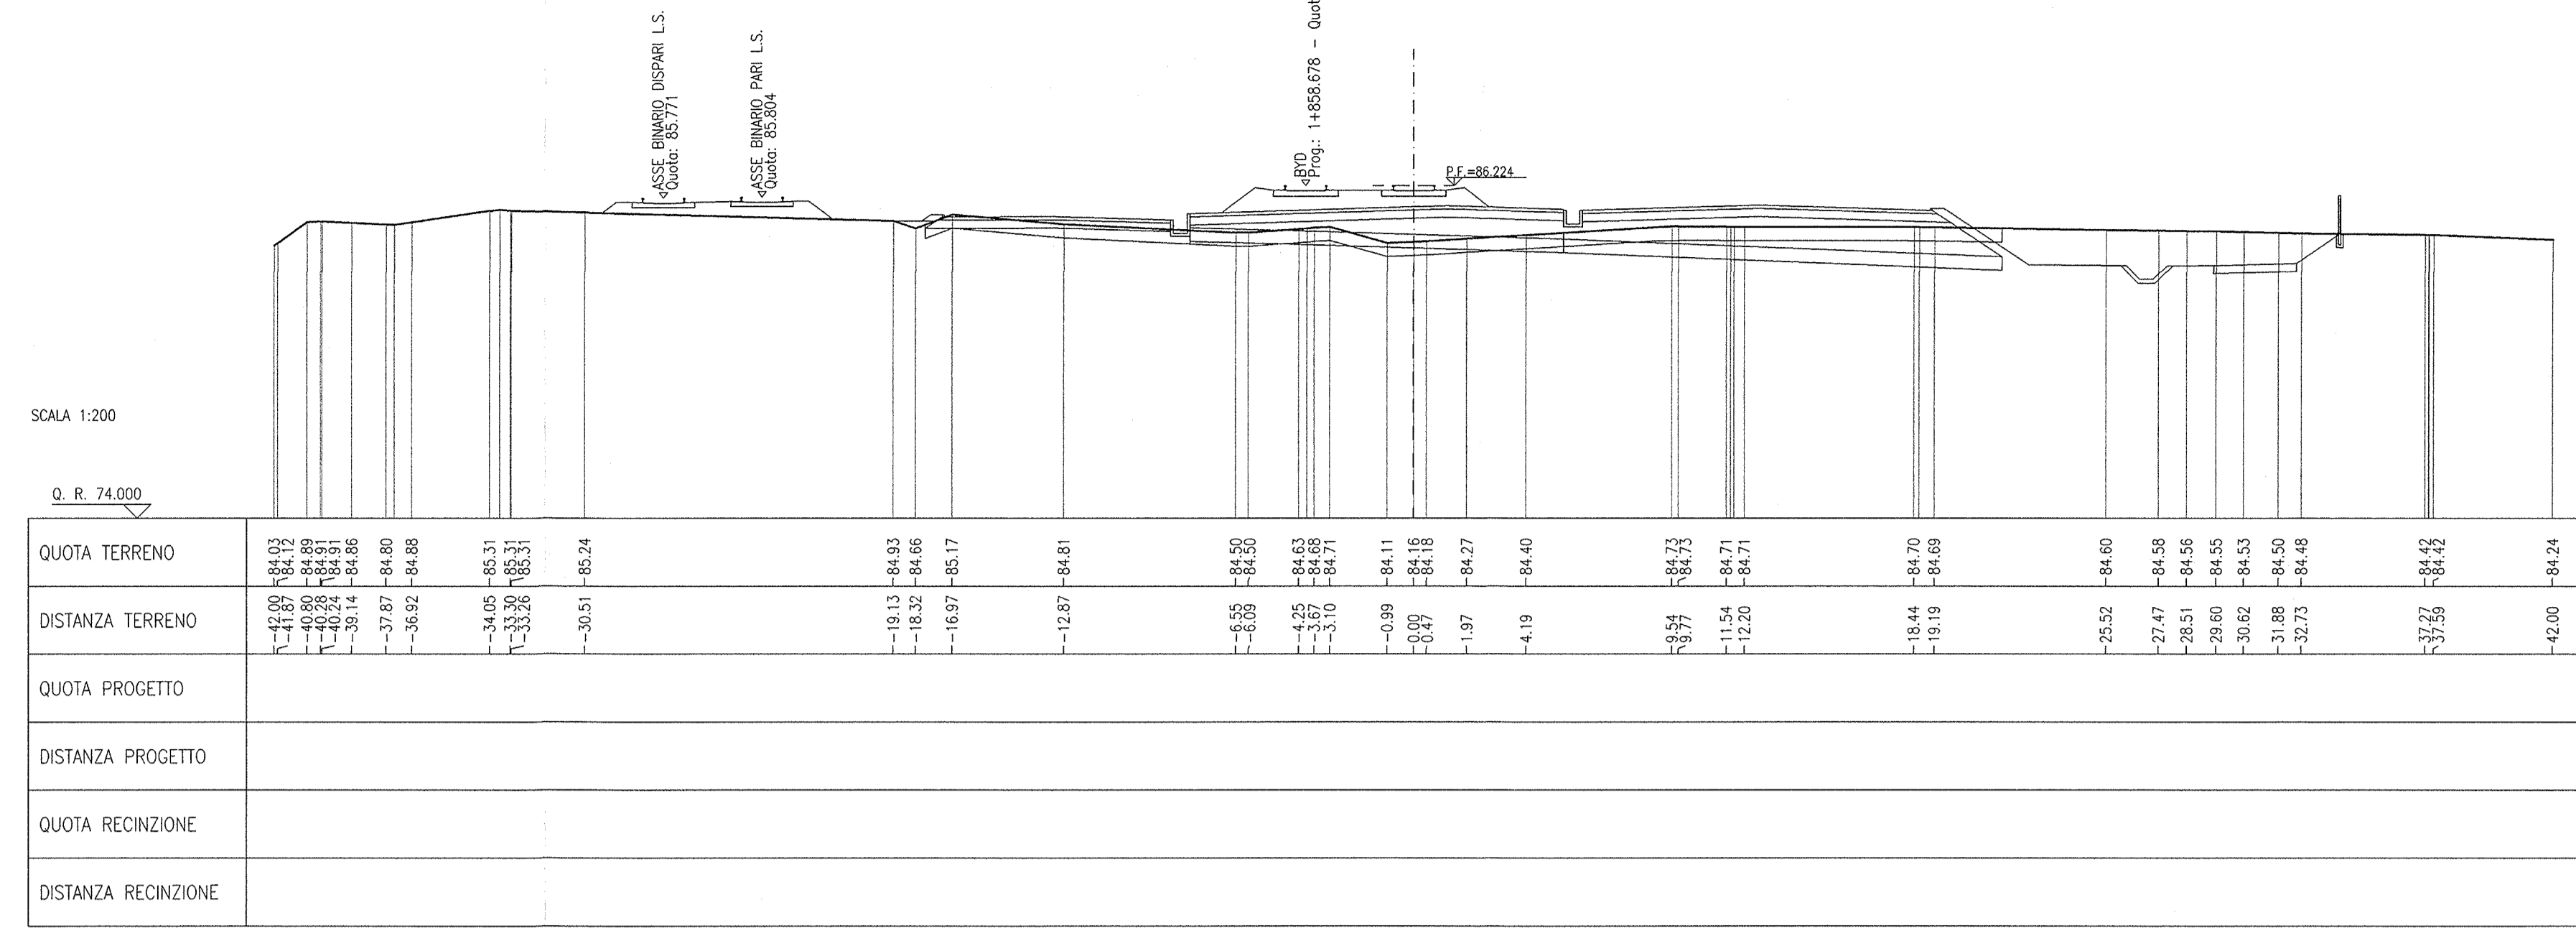 ASSE BINARIO DISPARI L.S.
Quota: 85.771
ASSE BINARIO PARI L.S.
Quota: 85.804
BYD
Prog.: 1+858.678 - Quot
P.F.=86.224
SCALA 1:200
Q. R. 74.000
QUOTA TERRENO 84.03 84.12 84.89 84.91 84.91 84.86 84.80 84.88 85.31 85.31 85.31 85.24 84.93 84.66 85.17 84.81 84.50 84.50 84.63 84.68 84.71 84.11 84.16 84.18 84.27 84.40 84.73 84.73 84.71 84.71 84.70 84.69 84.60 84.58 84.56 84.55 84.53 84.50 84.48 84.42 84.42 84.24
DISTANZA TERRENO -42.00 -41.87 -40.80 -40.28 -40.24 -39.14 -37.87 -36.92 -34.05 -33.30 -33.26 -30.51 -19.13 -18.32 -16.97 -12.87 -6.55 -6.09 -4.25 -3.67 -3.10 -0.99 0.00 0.47 1.97 4.19 9.54 9.77 11.54 12.20 18.44 19.19 25.52 27.47 28.51 29.60 30.62 31.88 32.73 37.27 37.59 42.00
QUOTA PROGETTO
DISTANZA PROGETTO
QUOTA RECINZIONE
DISTANZA RECINZIONE